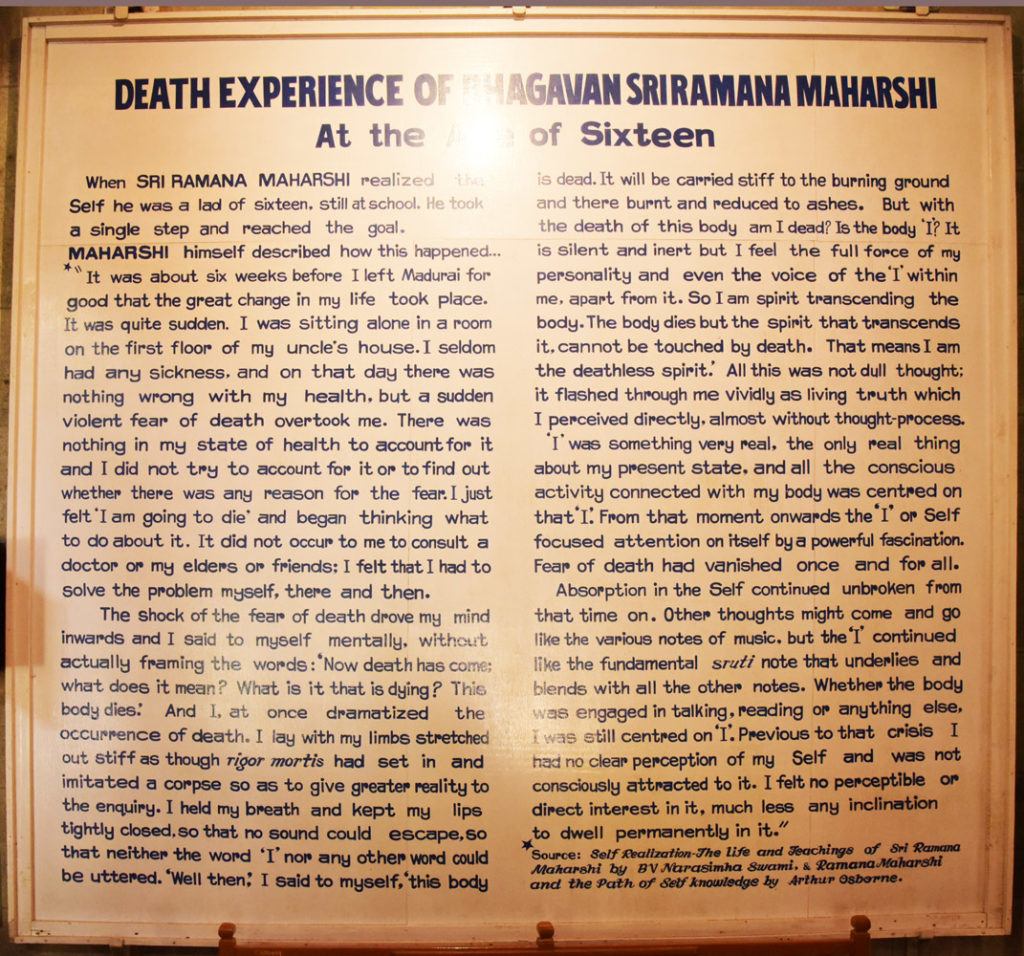 DEATH EXPERIENCE OF BHAGAVAN SRI RAMANA MAHARSHI
At the Age of Sixteen
When SRI RAMANA MAHARSHI realized the
Self he was a lad of sixteen, still at school. He took
a single step and reached the goal.
MAHARSHI himself described how this happened...
★"It was about six weeks before I left Madurai for
good that the great change in my life took place.
It was quite sudden. I was sitting alone in a room
on the first floor of my uncle's house. I seldom
had any sickness, and on that day there was
nothing wrong with my health, but a sudden
violent fear of death overtook me. There was
nothing in my state of health to account for it
and I did not try to account for it or to find out
whether there was any reason for the fear. I just
felt 'I am going to die' and began thinking what
to do about it. It did not occur to me to consult a
doctor or my elders or friends: I felt that I had to
solve the problem myself, there and then.
The shock of the fear of death drove my mind
inwards and I said to myself mentally, without
actually framing the words: 'Now death has come;
what does it mean? What is it that is dying? This
body dies.' And I, at once dramatized the
occurrence of death. I lay with my limbs stretched
out stiff as though rigor mortis had set in and
imitated a corpse so as to give greater reality to
the enquiry. I held my breath and kept my lips
tightly closed, so that no sound could escape, so
that neither the word 'I' nor any other word could
be uttered. 'Well then,' I said to myself, 'this body
is dead. It will be carried stiff to the burning ground
and there burnt and reduced to ashes. But with
the death of this body am I dead? Is the body 'I'? It
is silent and inert but I feel the full force of my
personality and even the voice of the 'I' within
me, apart from it. So I am spirit transcending the
body. The body dies but the spirit that transcends
it, cannot be touched by death. That means I am
the deathless spirit.' All this was not dull thought;
it flashed through me vividly as living truth which
I perceived directly, almost without thought-process.
'I' was something very real, the only real thing
about my present state, and all the conscious
activity connected with my body was centred on
that 'I'. From that moment onwards the 'I' or Self
focused attention on itself by a powerful fascination.
Fear of death had vanished once and for all.
Absorption in the Self continued unbroken from
that time on. Other thoughts might come and go
like the various notes of music, but the 'I' continued
like the fundamental sruti note that underlies and
blends with all the other notes. Whether the body
was engaged in talking, reading or anything else,
I was still centred on 'I'. Previous to that crisis I
had no clear perception of my Self and was not
consciously attracted to it. I felt no perceptible or
direct interest in it, much less any inclination
to dwell permanently in it."
★Source: Self Realization-The life and Teachings of Sri Ramana
Maharshi by BV Narasimha Swami, & Ramana Maharshi
and the Path of Self knowledge by Arthur Osborne.